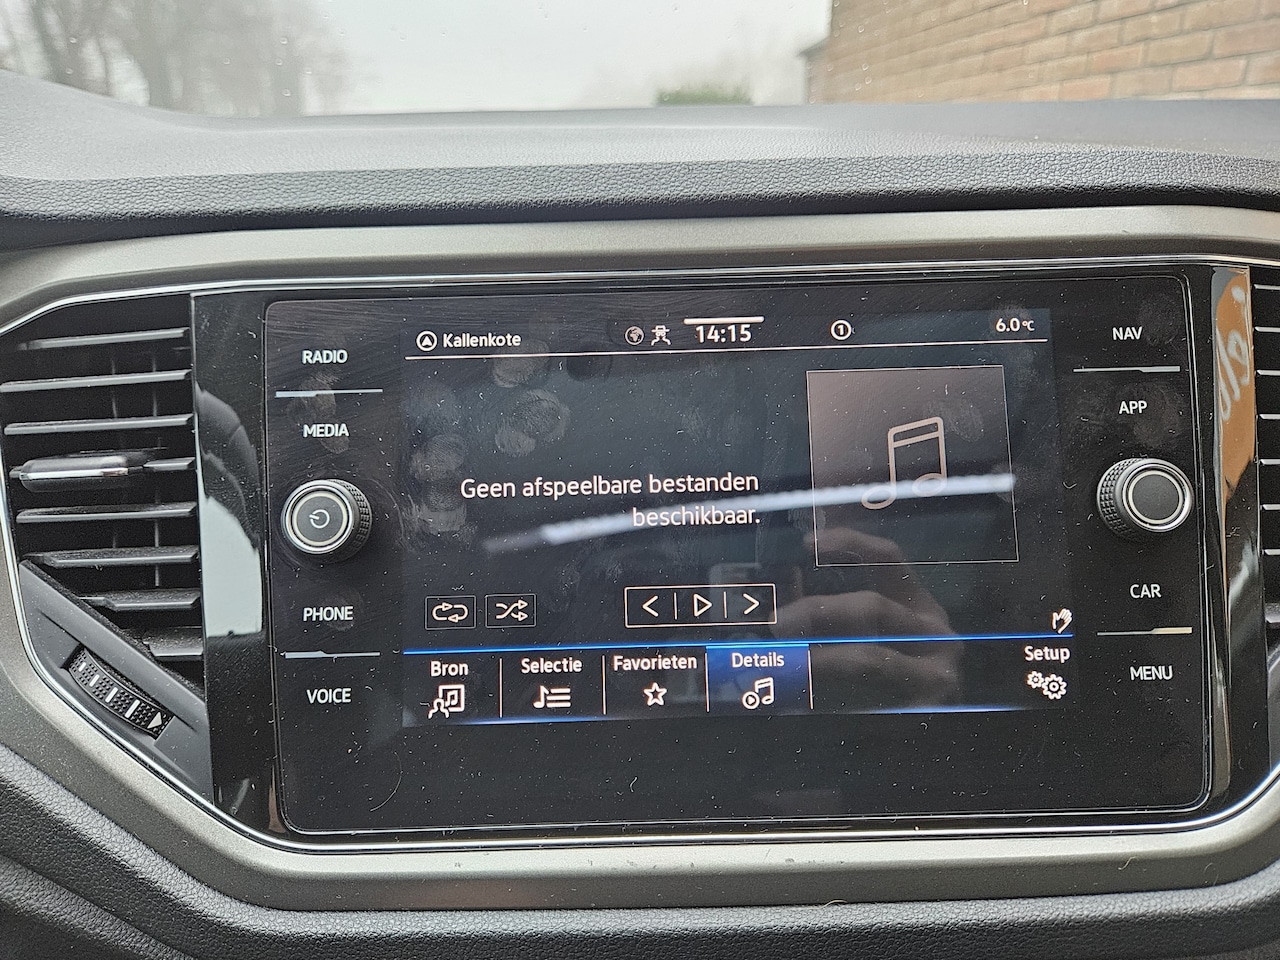 RADIO
MEDIA
PHONE
VOICE
Kallenkote
14:15
1
6.0°C
Geen afspeelbare bestanden
beschikbaar.
Bron
Selectie
Favorieten
Details
Setup
NAV
APP
CAR
MENU